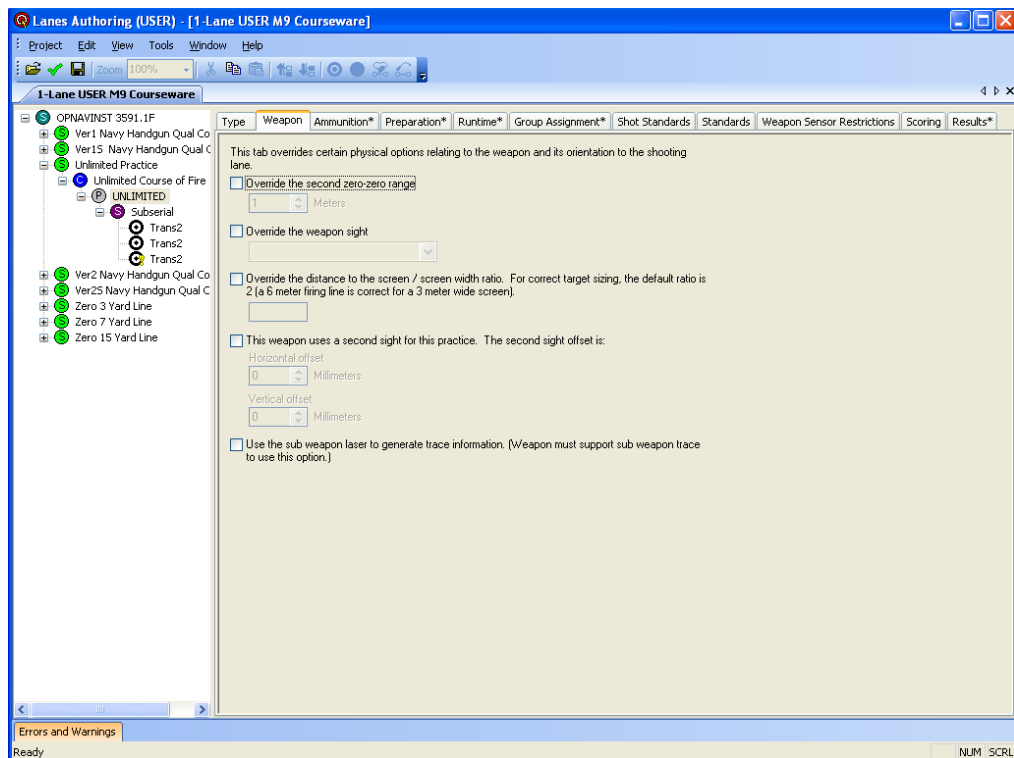 Lanes Authoring (USER) - [1-Lane USER M9 Courseware]
Project Edit View Tools Window Help
Zoom 100%
1-Lane USER M9 Courseware
OPNAVINST 3591.1F
Ver1 Navy Handgun Qual Co
Ver1S Navy Handgun Qual C
Unlimited Practice
C Unlimited Course of Fire
P UNLIMITED
S Subserial
Trans2
Trans2
Trans2
S Ver2 Navy Handgun Qual Co
S Ver2S Navy Handgun Qual C
S Zero 3 Yard Line
S Zero 7 Yard Line
S Zero 15 Yard Line
Type Weapon Ammunition* Preparation* Runtime* Group Assignment* Shot Standards Standards Weapon Sensor Restrictions Scoring Results*
This tab overrides certain physical options relating to the weapon and its orientation to the shooting
lane.
Override the second zero-zero range
1 Meters
Override the weapon sight
Override the distance to the screen / screen width ratio. For correct target sizing, the default ratio is
2 (a 6 meter firing line is correct for a 3 meter wide screen).
This weapon uses a second sight for this practice. The second sight offset is:
Horizontal offset
0 Millimeters
Vertical offset
0 Millimeters
Use the sub weapon laser to generate trace information. (Weapon must support sub weapon trace
to use this option.)
Errors and Warnings
Ready
NUM SCRL